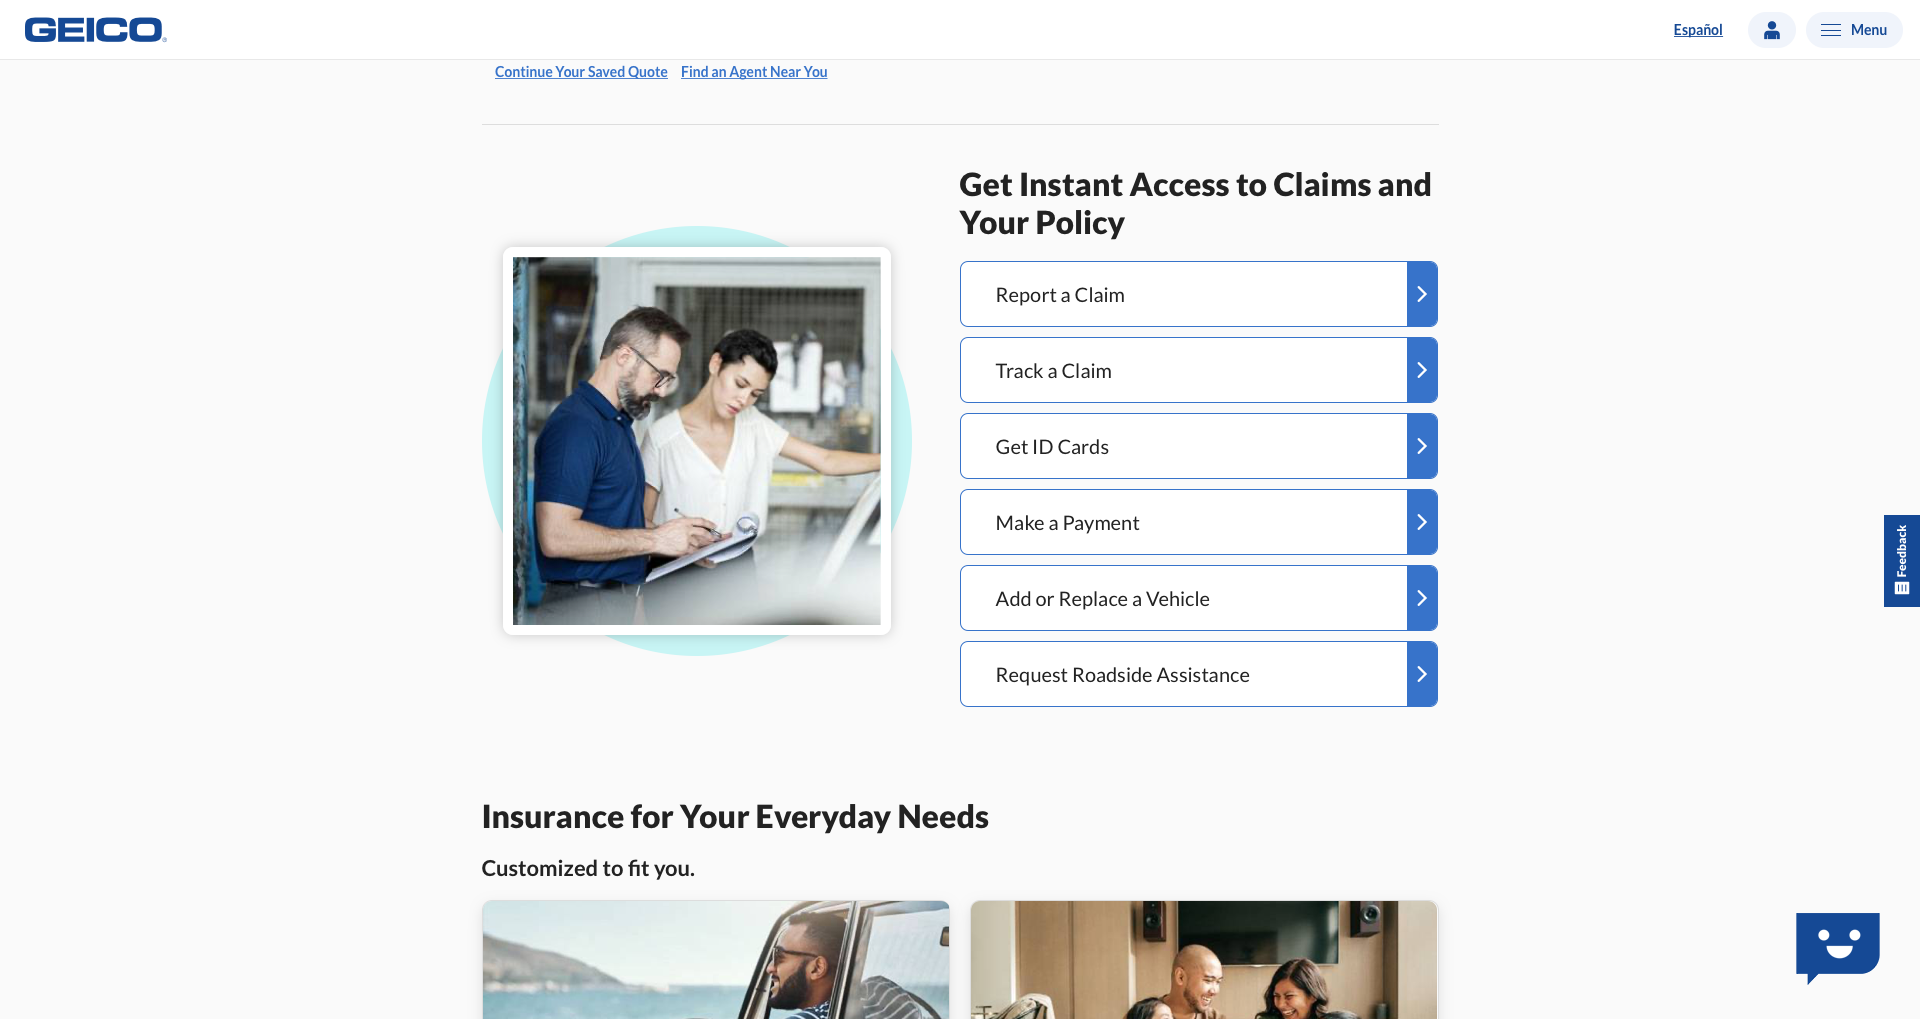 GEICO
Español
Menu
Continue Your Saved Quote
Find an Agent Near You
Get Instant Access to Claims and
Your Policy
Report a Claim
Track a Claim
Get ID Cards
Make a Payment
Add or Replace a Vehicle
Request Roadside Assistance
Feedback
Insurance for Your Everyday Needs
Customized to fit you.